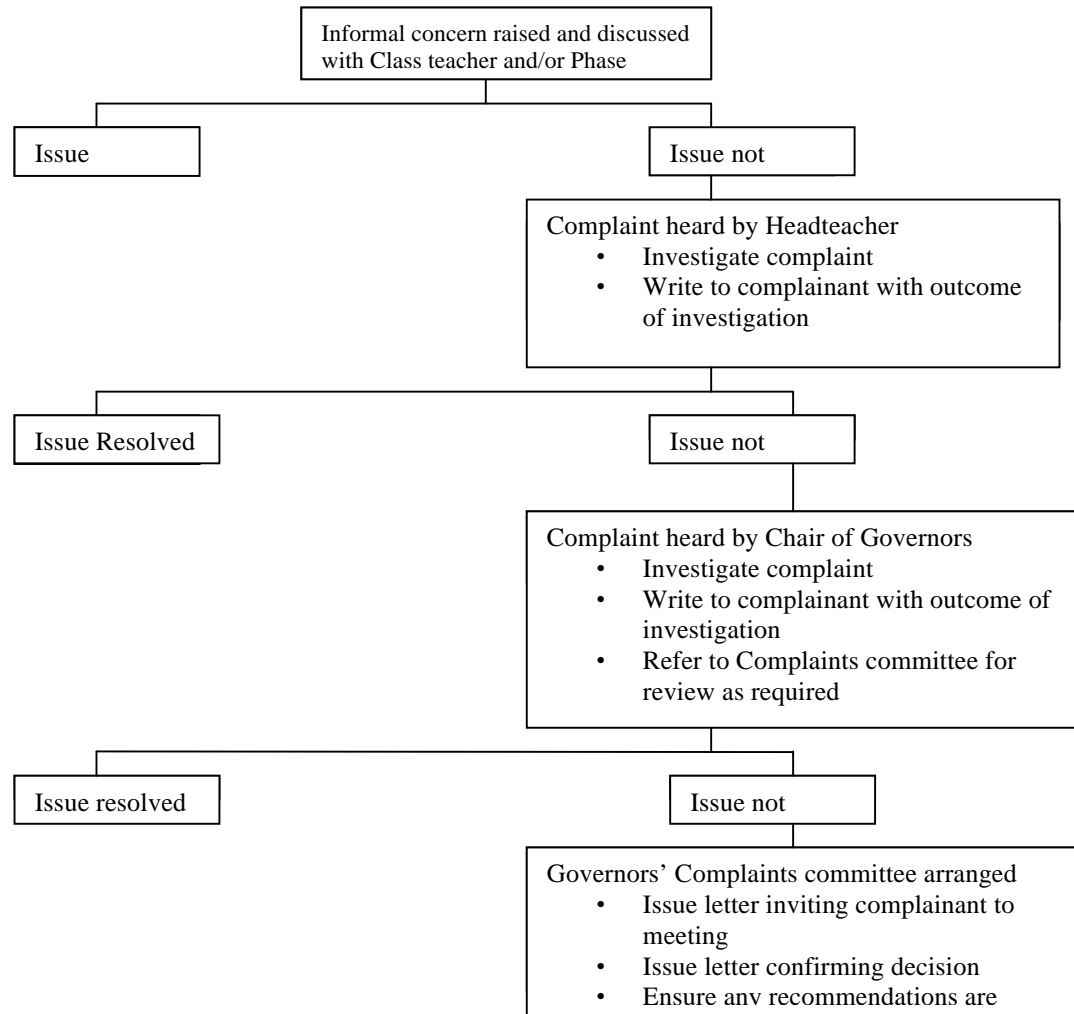 Informal concern raised and discussed
with Class teacher and/or Phase
Issue
Issue not
Complaint heard by Headteacher
• Investigate complaint
• Write to complainant with outcome
of investigation
Issue Resolved
Issue not
Complaint heard by Chair of Governors
• Investigate complaint
• Write to complainant with outcome of
investigation
• Refer to Complaints committee for
review as required
Issue resolved
Issue not
Governors’ Complaints committee arranged
• Issue letter inviting complainant to
meeting
• Issue letter confirming decision
• Ensure any recommendations are